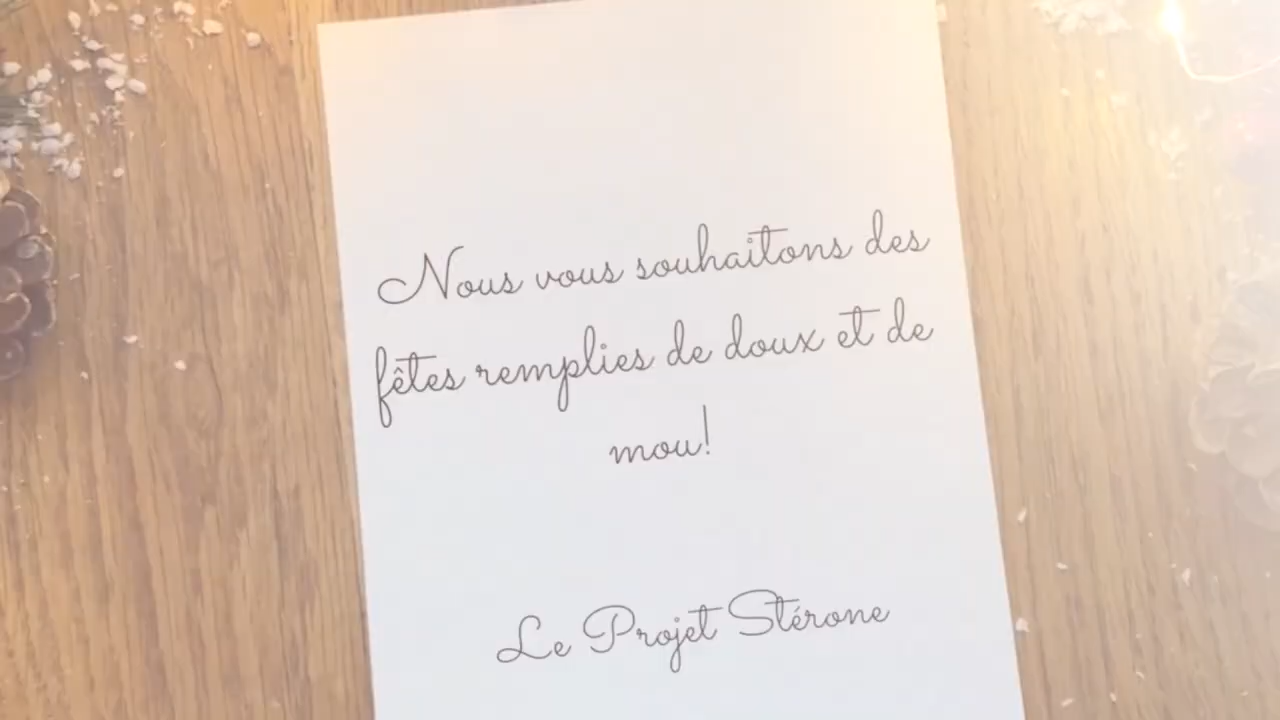 Nous vous souhaitons des
fêtes remplies de doux et de
mou!
Le Projet Stérone